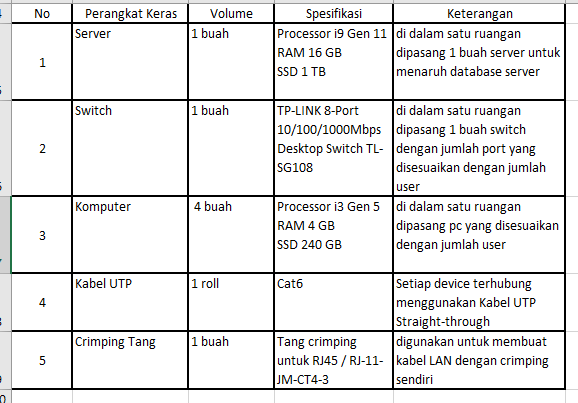 No Perangkat Keras Volume Spesifikasi Keterangan
1 Server 1 buah Processor i9 Gen 11 di dalam satu ruangan
RAM 16 GB dipasang 1 buah server untuk
SSD 1 TB menaruh database server
2 Switch 1 buah TP-LINK 8-Port di dalam satu ruangan
10/100/1000Mbps dipasang 1 buah switch
Desktop Switch TL- dengan jumlah port yang
SG108 disesuaikan dengan jumlah
user
3 Komputer 4 buah Processor i3 Gen 5 di dalam satu ruangan
RAM 4 GB dipasang pc yang disesuaikan
SSD 240 GB dengan jumlah user
4 Kabel UTP 1 roll Cat6 Setiap device terhubung
menggunakan Kabel UTP
Straight-through
5 Crimping Tang 1 buah Tang crimping digunakan untuk membuat
untuk RJ45 / RJ-11- kabel LAN dengan crimping
JM-CT4-3 sendiri